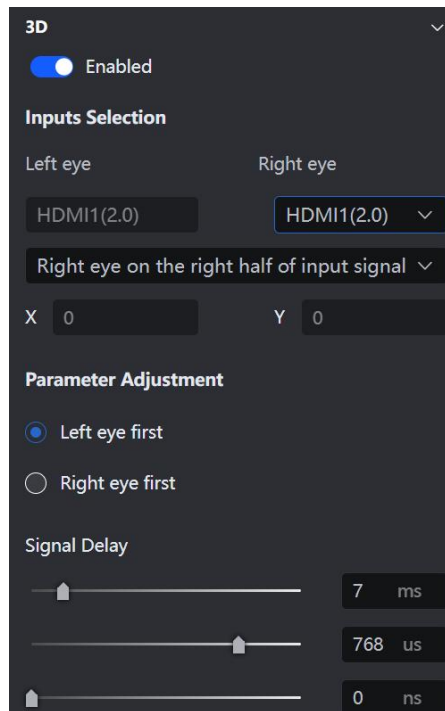 3D
Enabled
Inputs Selection
Left eye Right eye
HDMI1(2.0) HDMI1(2.0)
Right eye on the right half of input signal
X 0 Y 0
Parameter Adjustment
Left eye first
Right eye first
Signal Delay
7 ms
768 us
0 ns